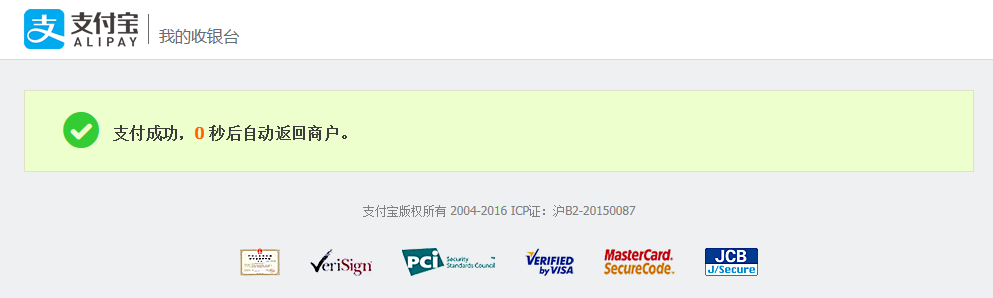 支付宝
ALIPAY
我的收银台
支付成功，0 秒后自动返回商户。
支付宝版权所有 2004-2016 ICP证：沪B2-20150087
VeriSign
PCI Security
Standards Council
VERIFIED
by VISA
MasterCard.
SecureCode.
JCB
J/Secure